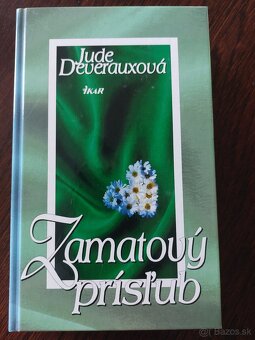 Jude
Deverauxová
IKAR
Zamatový
prísľub
Bazos.sk